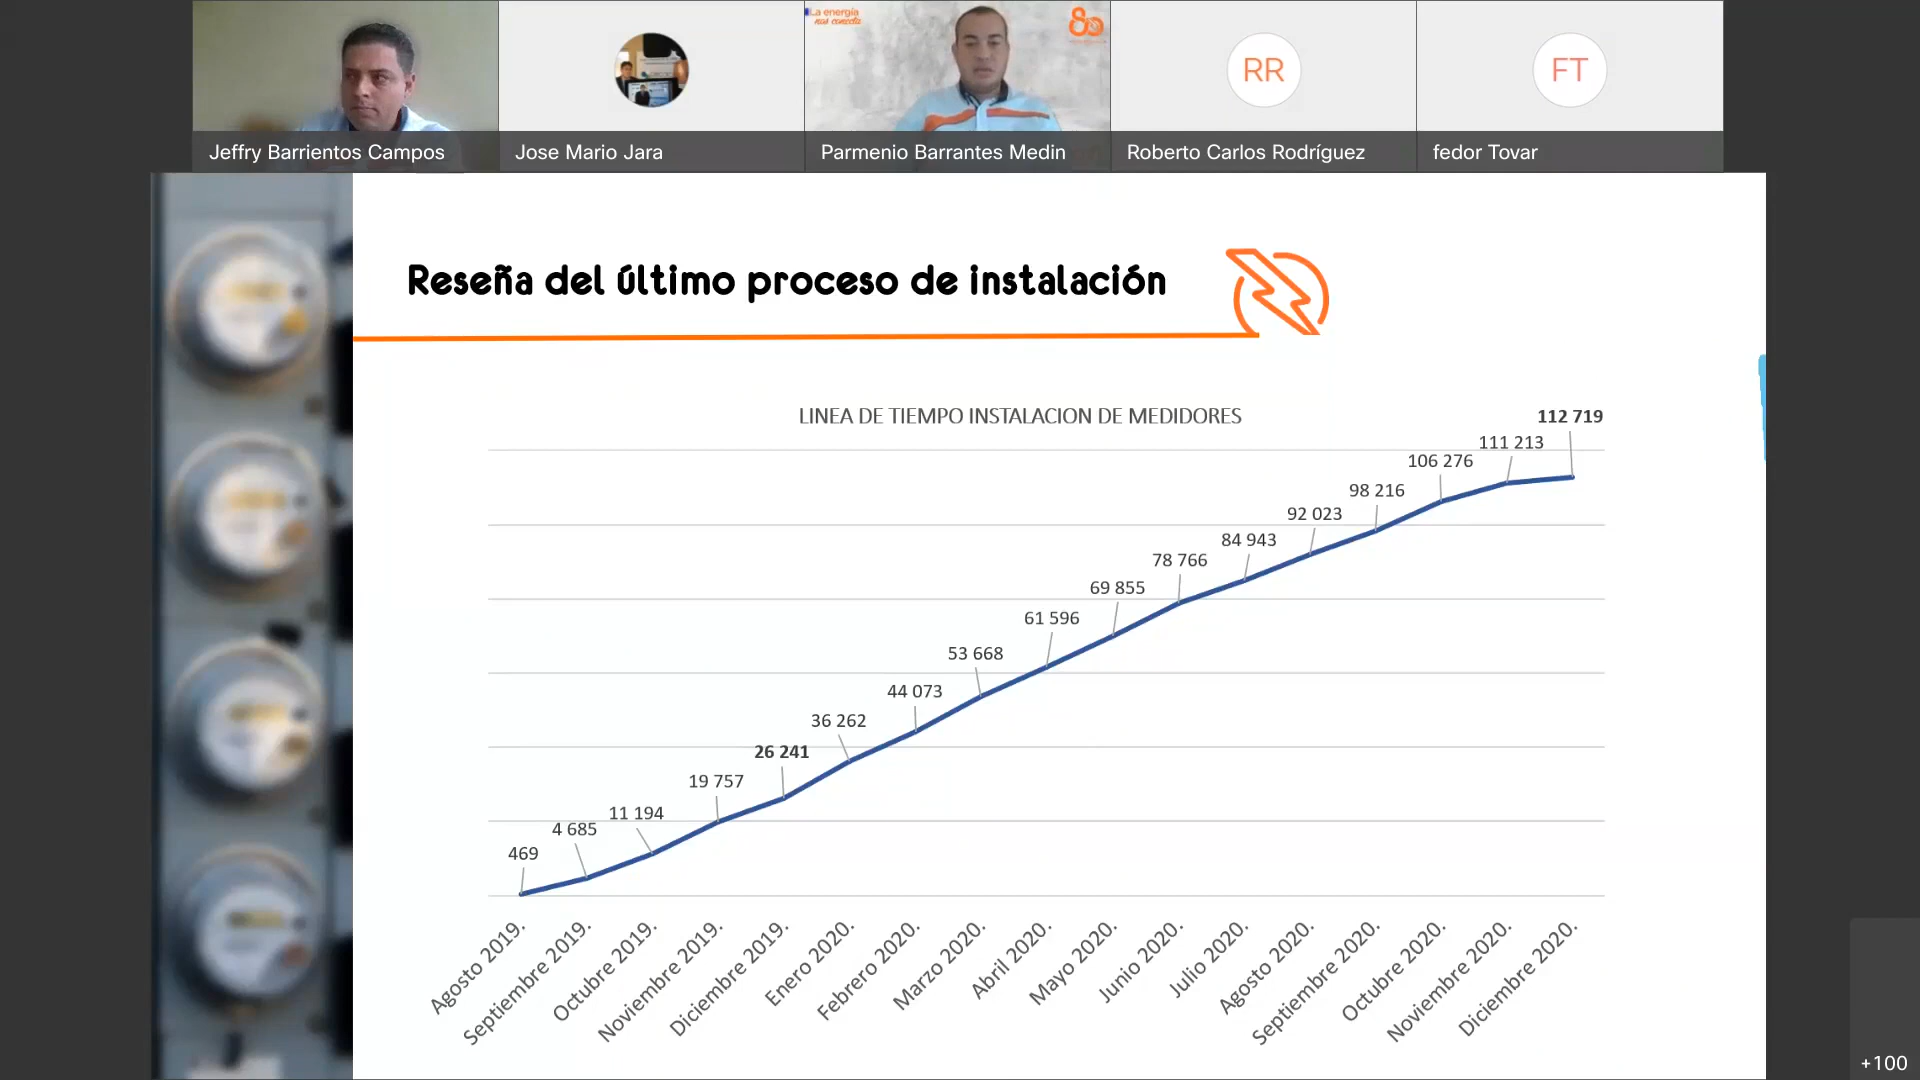 La energía
nos conecta
80
RR
FT
Jeffry Barrientos Campos
Jose Mario Jara
Parmenio Barrantes Medin
Roberto Carlos Rodríguez
fedor Tovar
Reseña del último proceso de instalación
LINEA DE TIEMPO INSTALACION DE MEDIDORES
112 719
111 213
106 276
98 216
92 023
84 943
78 766
69 855
61 596
53 668
44 073
36 262
26 241
19 757
11 194
4 685
469
Agosto 2019.
Septiembre 2019.
Octubre 2019.
Noviembre 2019.
Diciembre 2019.
Enero 2020.
Febrero 2020.
Marzo 2020.
Abril 2020.
Mayo 2020.
Junio 2020.
Julio 2020.
Agosto 2020.
Septiembre 2020.
Octubre 2020.
Noviembre 2020.
Diciembre 2020.
+100